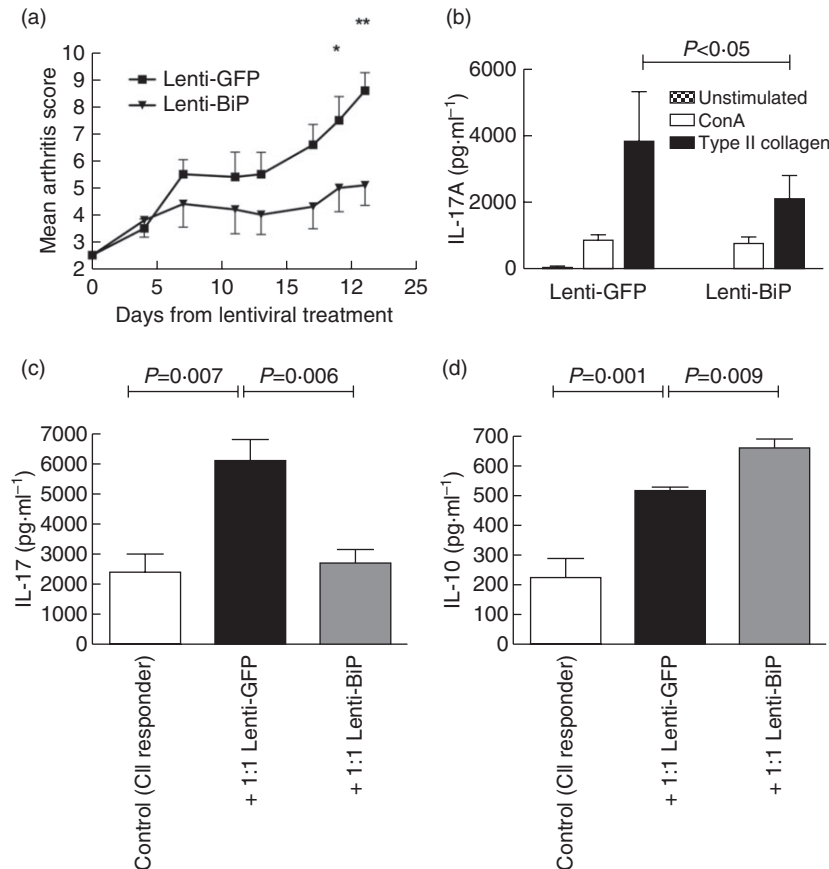 (a)
*
**
10
9
8
7
6
5
4
3
2
Mean arthritis score
Lenti-GFP
Lenti-BiP
0
5
10
15
12
25
Days from lentiviral treatment
(b)
P<0·05
6000
4000
2000
0
IL-17A (pg·ml⁻¹)
Unstimulated
ConA
Type II collagen
Lenti-GFP
Lenti-BiP
(c)
P=0·007
P=0·006
7000
6000
5000
4000
3000
2000
1000
0
IL-17 (pg·ml⁻¹)
Control (CII responder)
+ 1:1 Lenti-GFP
+ 1:1 Lenti-BiP
(d)
P=0·001
P=0·009
700
600
500
400
300
200
100
0
IL-10 (pg·ml⁻¹)
Control (CII responder)
+ 1:1 Lenti-GFP
+ 1:1 Lenti-BiP